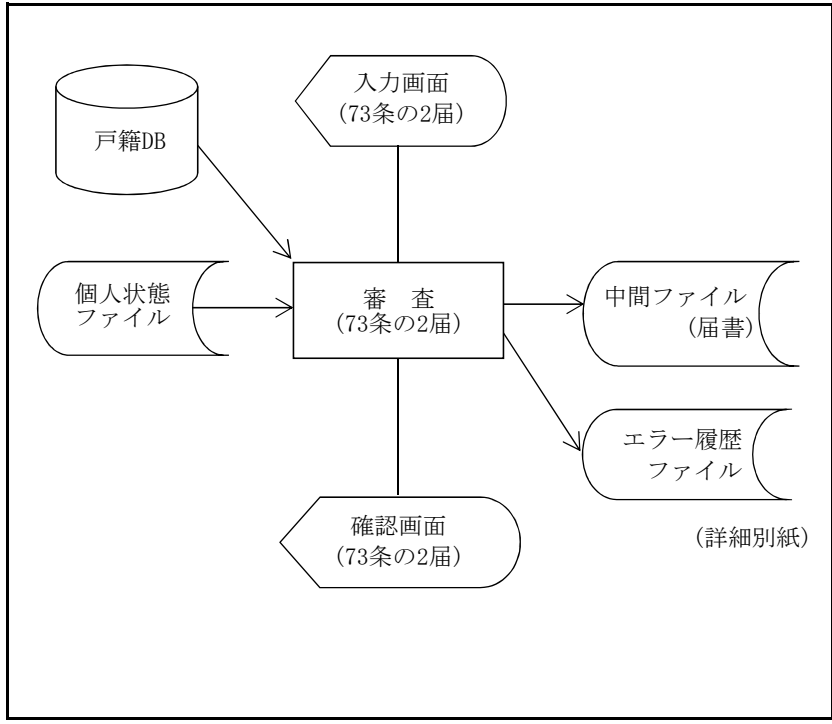 入力画面
(73条の2届)
戸籍DB
個人状態
ファイル
審　査
(73条の2届)
中間ファイル
(届書)
エラー履歴
ファイル
確認画面
(73条の2届)
(詳細別紙)